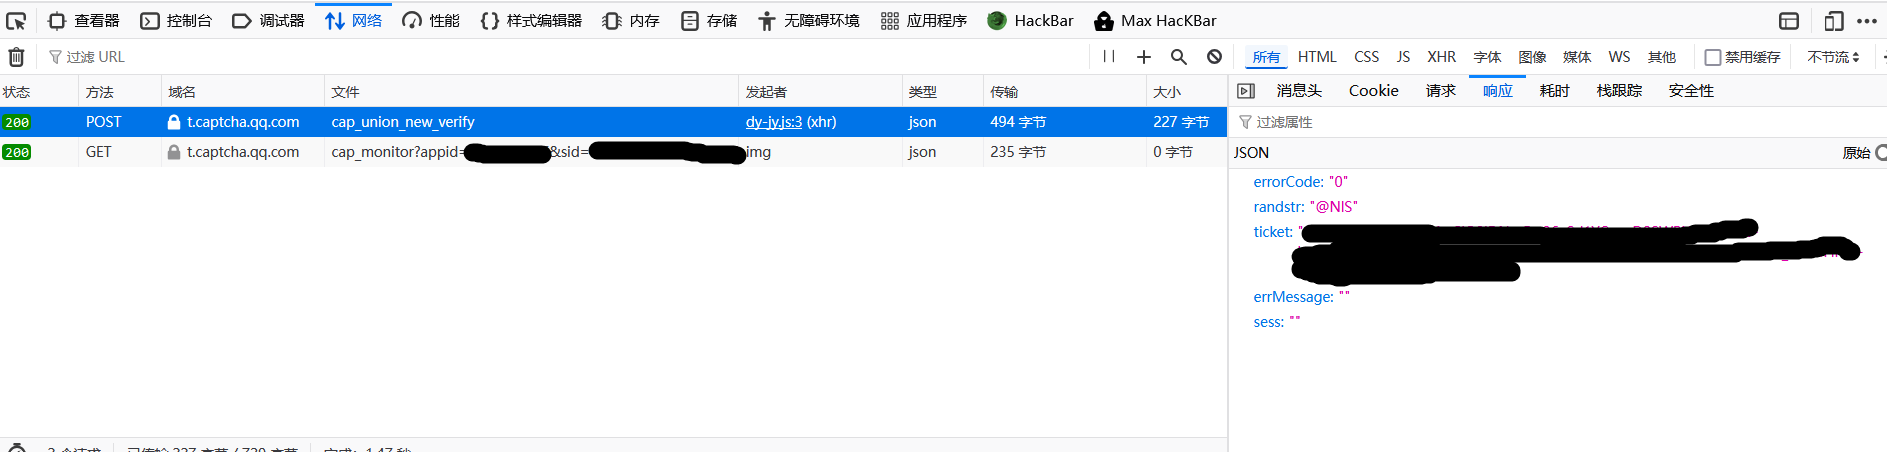 查看器 控制台 调试器 网络 性能 样式编辑器 内存 存储 无障碍环境 应用程序 HackBar Max HacKBar
过滤 URL 所有 HTML CSS JS XHR 字体 图像 媒体 WS 其他 禁用缓存 不节流
状态 方法 域名 文件 发起者 类型 传输 大小
消息头 Cookie 请求 响应 耗时 栈跟踪 安全性
200 POST t.captcha.qq.com cap_union_new_verify dy-jy.js:3 (xhr) json 494 字节 227 字节
过滤属性
200 GET t.captcha.qq.com cap_monitor?appid= &sid= img json 235 字节 0 字节
JSON 原始
errorCode: "0"
randstr: "@NIS"
ticket: "
errMessage: ""
sess: ""